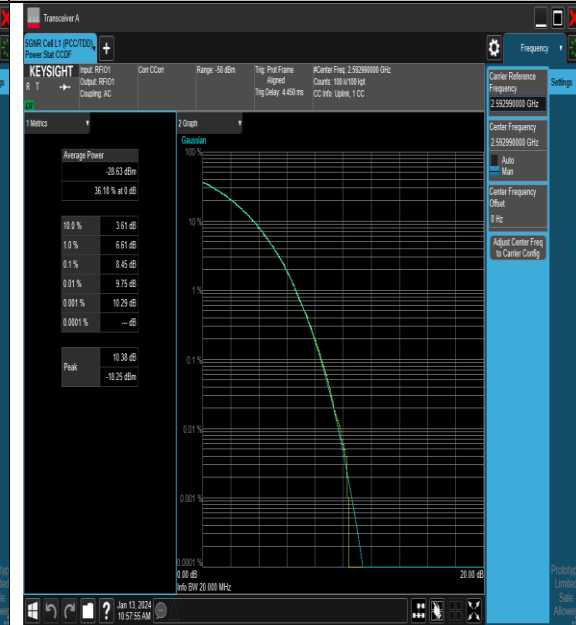 Transceiver A
5GNR Cell L1 (PCC/TDD),
Power Stat CCDF
+
Frequency
KEYSIGHT
R T
Input: RFIO1
Output: RFIO1
Coupling: AC
Corr CCorr
Range: -50 dBm
Trig: Prot Frame
Aligned
Trig Delay: 4.450 ms
#Center Freq: 2.592990000 GHz
Counts: 100 k/100 kpt
CC Info: Uplink, 1 CC
Carrier Reference
Frequency
2.592990000 GHz
Settings
Center Frequency
2.592990000 GHz
Auto
Man
Center Frequency
Offset
0 Hz
Adjust Center Freq
to Carrier Config
1 Metrics
Average Power
-28.63 dBm
36.18 % at 0 dB
10.0 % 3.61 dB
1.0 % 6.61 dB
0.1 % 8.45 dB
0.01 % 9.75 dB
0.001 % 10.29 dB
0.0001 % --- dB
Peak
10.38 dB
-18.25 dBm
2 Graph
Gaussian
100 %
10 %
1 %
0.1 %
0.01 %
0.001 %
0.0001 %
0.00 dB
20.00 dB
Info BW 20.000 MHz
?
Jan 13, 2024
10:57:55 AM